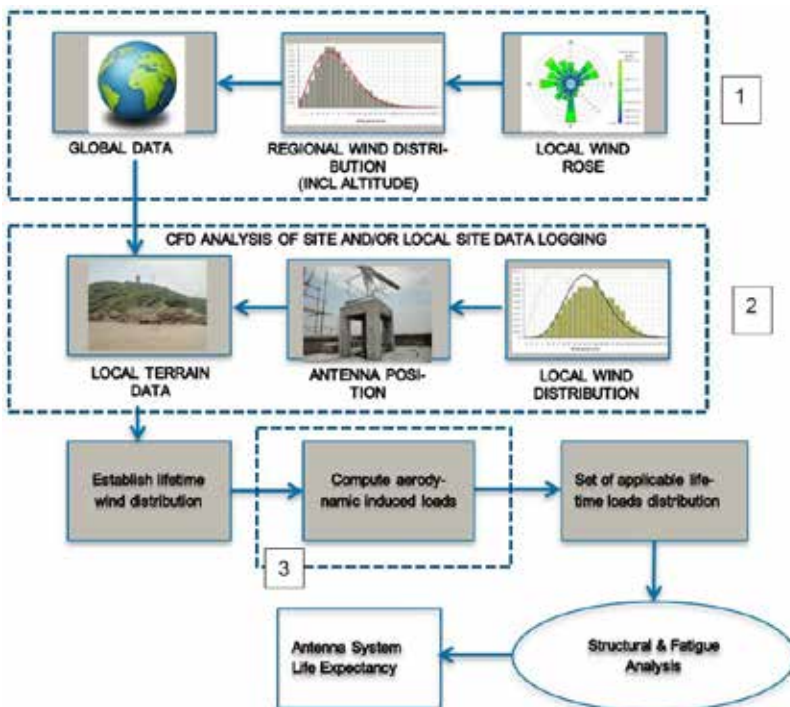 GLOBAL DATA
REGIONAL WIND DISTRI-
BUTION
(INCL ALTITUDE)
LOCAL WIND
ROSE
1
CFD ANALYSIS OF SITE AND/OR LOCAL SITE DATA LOGGING
LOCAL TERRAIN
DATA
ANTENNA POSI-
TION
LOCAL WIND
DISTRIBUTION
2
Establish lifetime
wind distribution
Compute aerody-
namic induced loads
Set of applicable life-
time loads distribution
3
Antenna System
Life Expectancy
Structural & Fatigue
Analysis